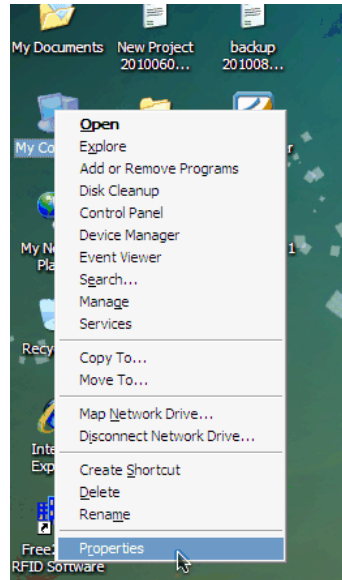 My Documents
New Project
2010060...
backup
201008...
My Co
r
Open
Explore
Add or Remove Programs
Disk Cleanup
Control Panel
Device Manager
Event Viewer
Search...
Manage
Services
My N
Pla
1
Recy
Copy To...
Move To...
Map Network Drive...
Disconnect Network Drive...
Inte
Exp
Create Shortcut
Delete
Rename
Properties
Free
RFID Software